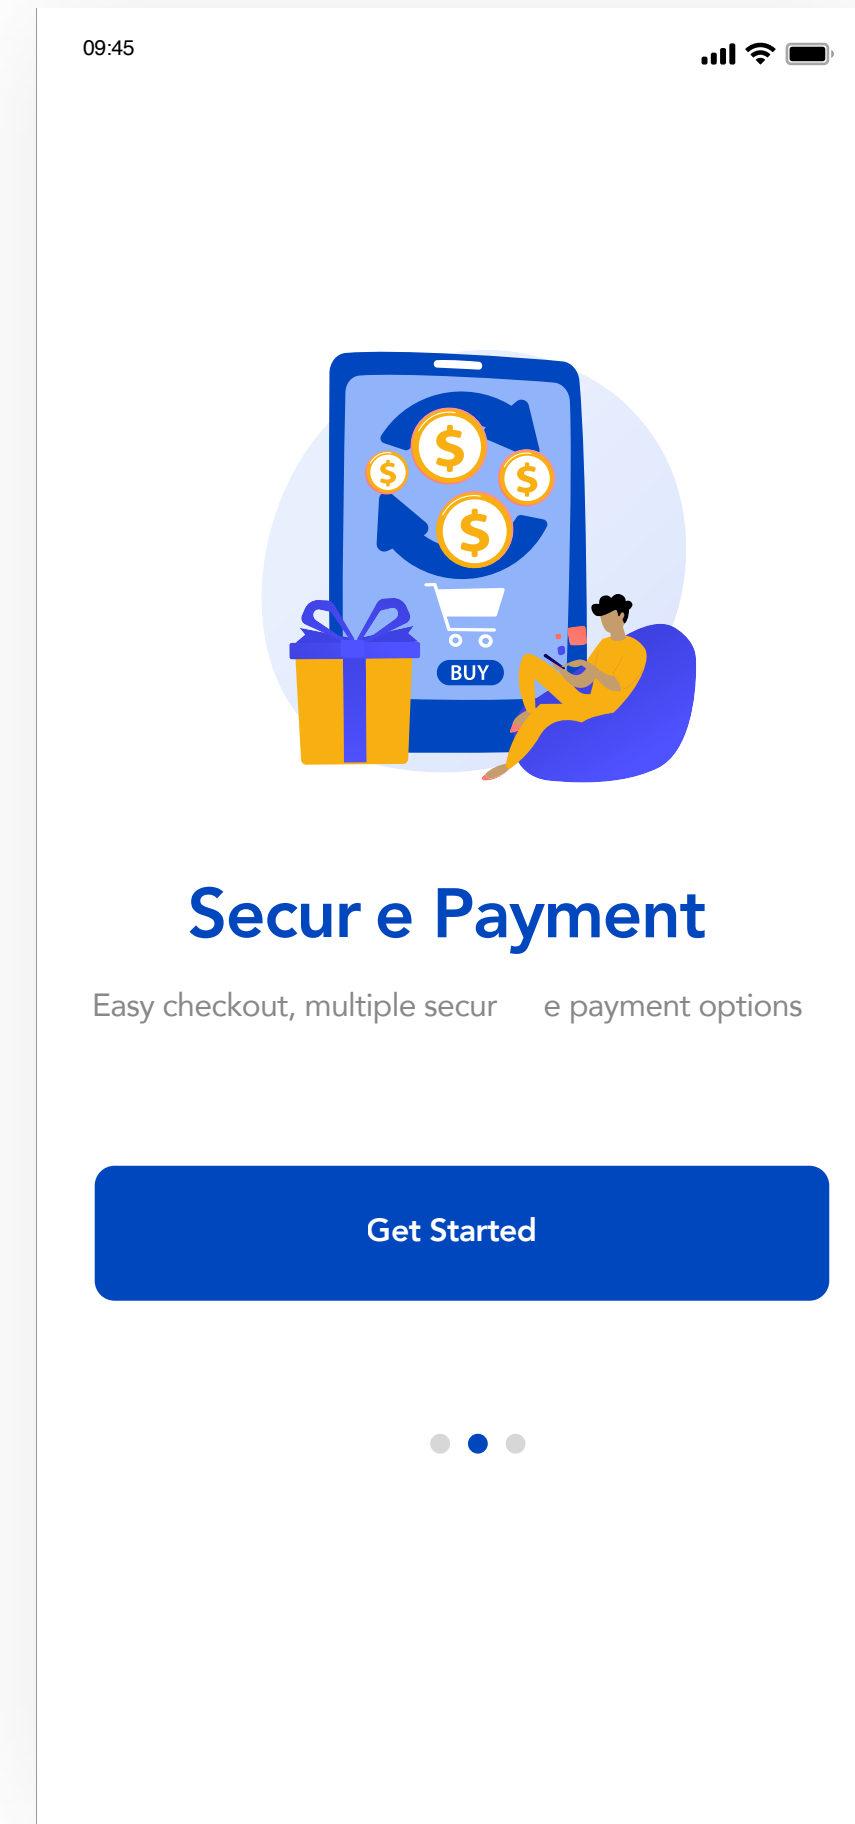 09:45
$
$
$
$
BUY
Secur e Payment
Easy checkout, multiple secur e payment options
Get Started